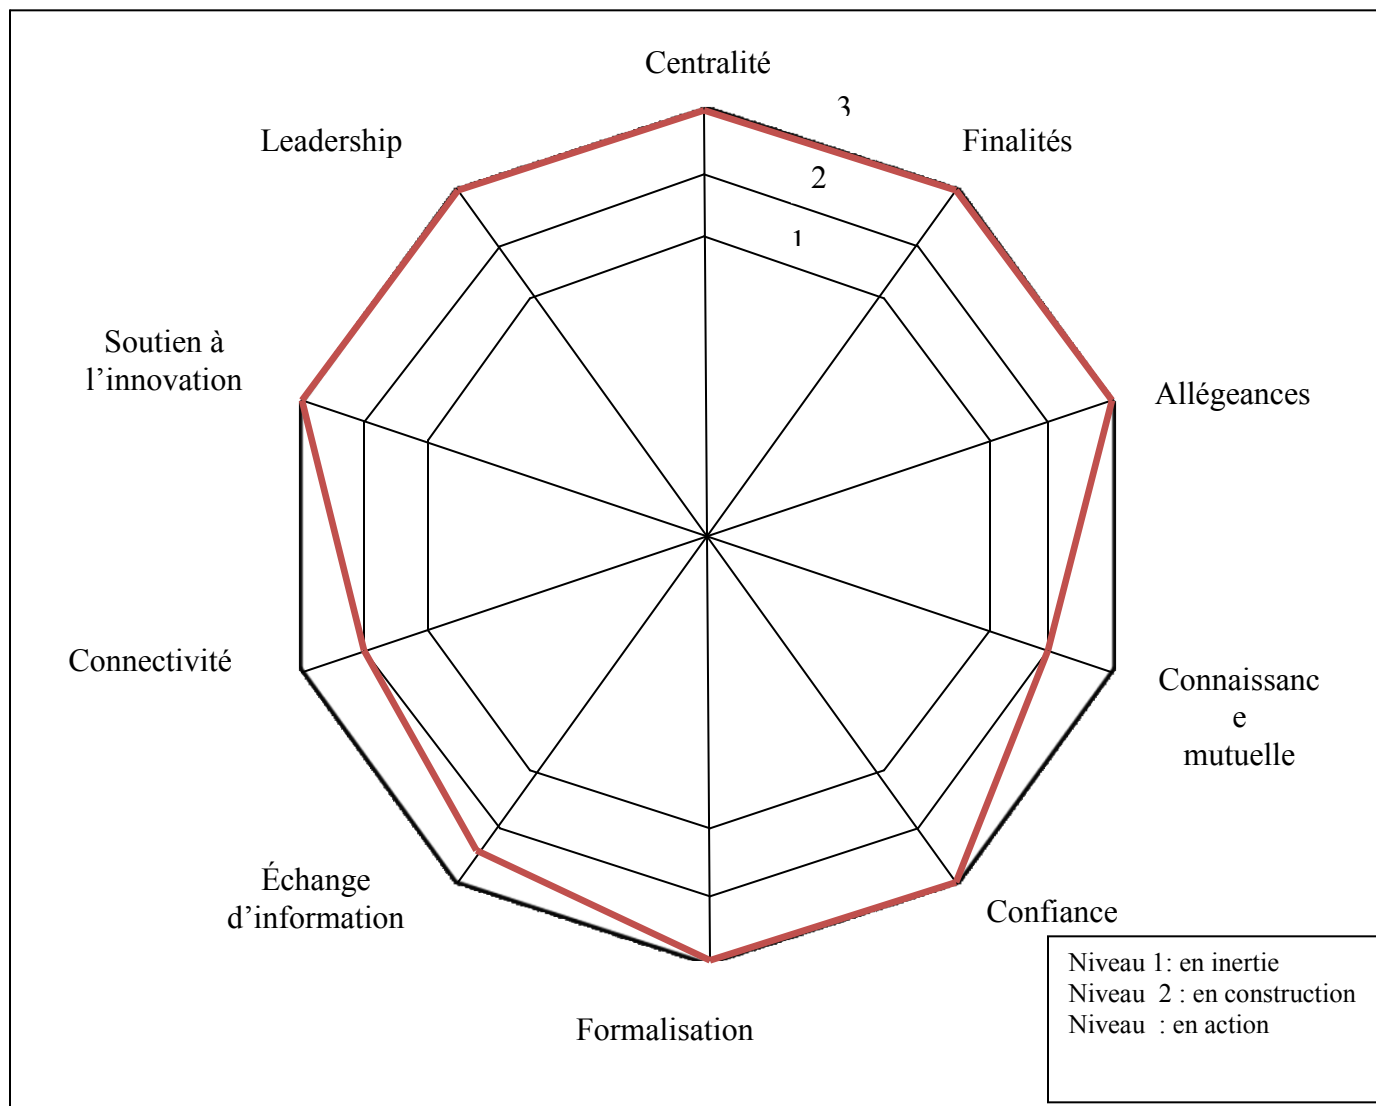 Centralité
3
Leadership
Finalités
2
1
Soutien à
l’innovation
Allégeances
Connectivité
Connaissanc
e
mutuelle
Échange
d’information
Confiance
Formalisation
Niveau 1: en inertie
Niveau  2 : en construction
Niveau  : en action